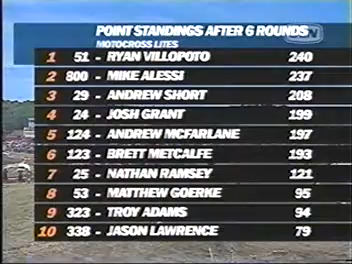 POINT STANDINGS AFTER 6 ROUNDS
MOTOCROSS LITES
1 51 - RYAN VILLOPOTO 240
2 800 - MIKE ALESSI 237
3 29 - ANDREW SHORT 208
4 24 - JOSH GRANT 199
5 124 - ANDREW MCFARLANE 197
6 123 - BRETT METCALFE 193
7 25 - NATHAN RAMSEY 121
8 53 - MATTHEW GOERKE 95
9 323 - TROY ADAMS 94
10 338 - JASON LAWRENCE 79